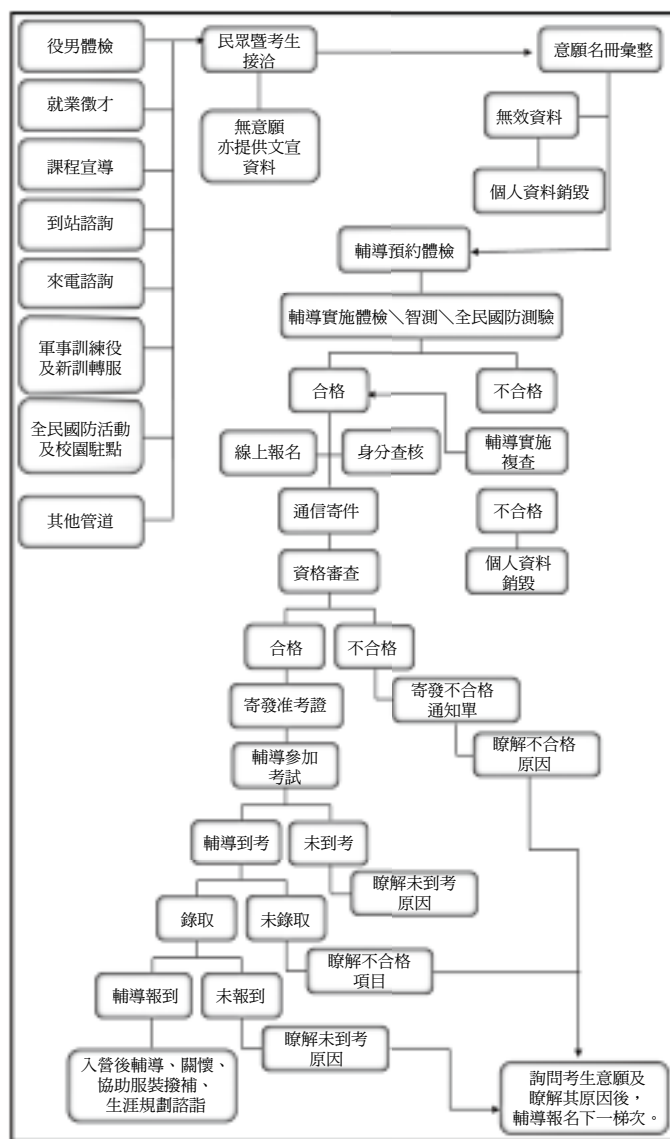 役男體檢
就業徵才
課程宣導
到站諮詢
來電諮詢
軍事訓練役
及新訓轉服
全民國防活動
及校園駐點
其他管道
民眾暨考生
接洽
無意願
亦提供文宣
資料
意願名冊彙整
無效資料
個人資料銷毀
輔導預約體檢
輔導實施體檢＼智測＼全民國防測驗
合格
不合格
線上報名
身分查核
輔導實施
複查
通信寄件
不合格
資格審查
個人資料
銷毀
合格
不合格
寄發准考證
寄發不合格
通知單
輔導參加
考試
瞭解不合格
原因
輔導到考
未到考
瞭解未到考
原因
錄取
未錄取
瞭解不合格
項目
輔導報到
未報到
瞭解未到考
原因
入營後輔導、關懷、
協助服裝撥補、
生涯規劃諮詣
詢問考生意願及
瞭解其原因後，
輔導報名下一梯次。